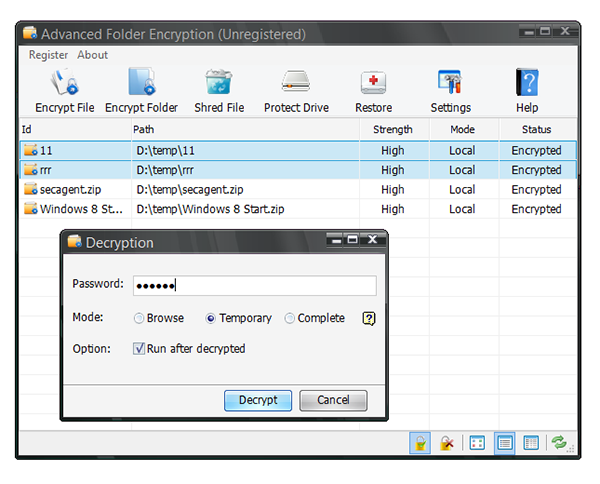 Advanced Folder Encryption (Unregistered)
Register About
Encrypt File Encrypt Folder Shred File Protect Drive Restore Settings Help
Id Path Strength Mode Status
11 D:\temp\11 High Local Encrypted
rrr D:\temp\rrr High Local Encrypted
secagent.zip D:\temp\secagent.zip High Local Encrypted
Windows 8 St... D:\temp\Windows 8 Start.zip High Local Encrypted
Decryption
Password: ●●●●●●
Mode: Browse Temporary Complete ?
Option: Run after decrypted
Decrypt Cancel